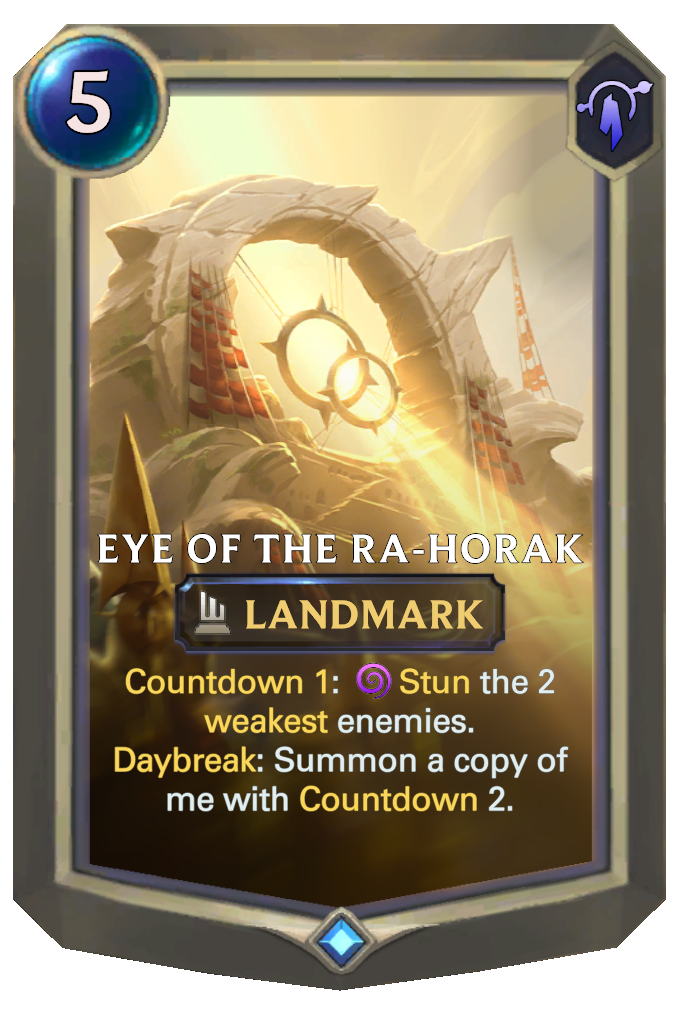 5
EYE OF THE RA-HORAK
LANDMARK
Countdown 1: Stun the 2
weakest enemies.
Daybreak: Summon a copy of
me with Countdown 2.